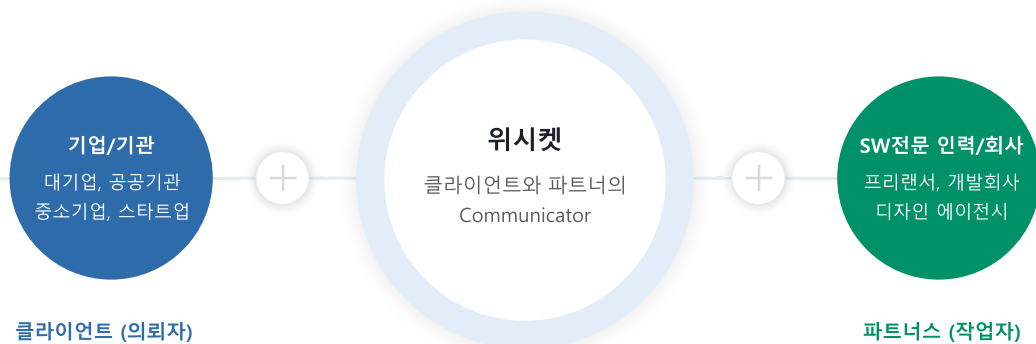 기업/기관
대기업, 공공기관
중소기업, 스타트업
클라이언트 (의뢰자)
위시켓
클라이언트와 파트너의
Communicator
SW전문 인력/회사
프리랜서, 개발회사
디자인 에이전시
파트너스 (작업자)